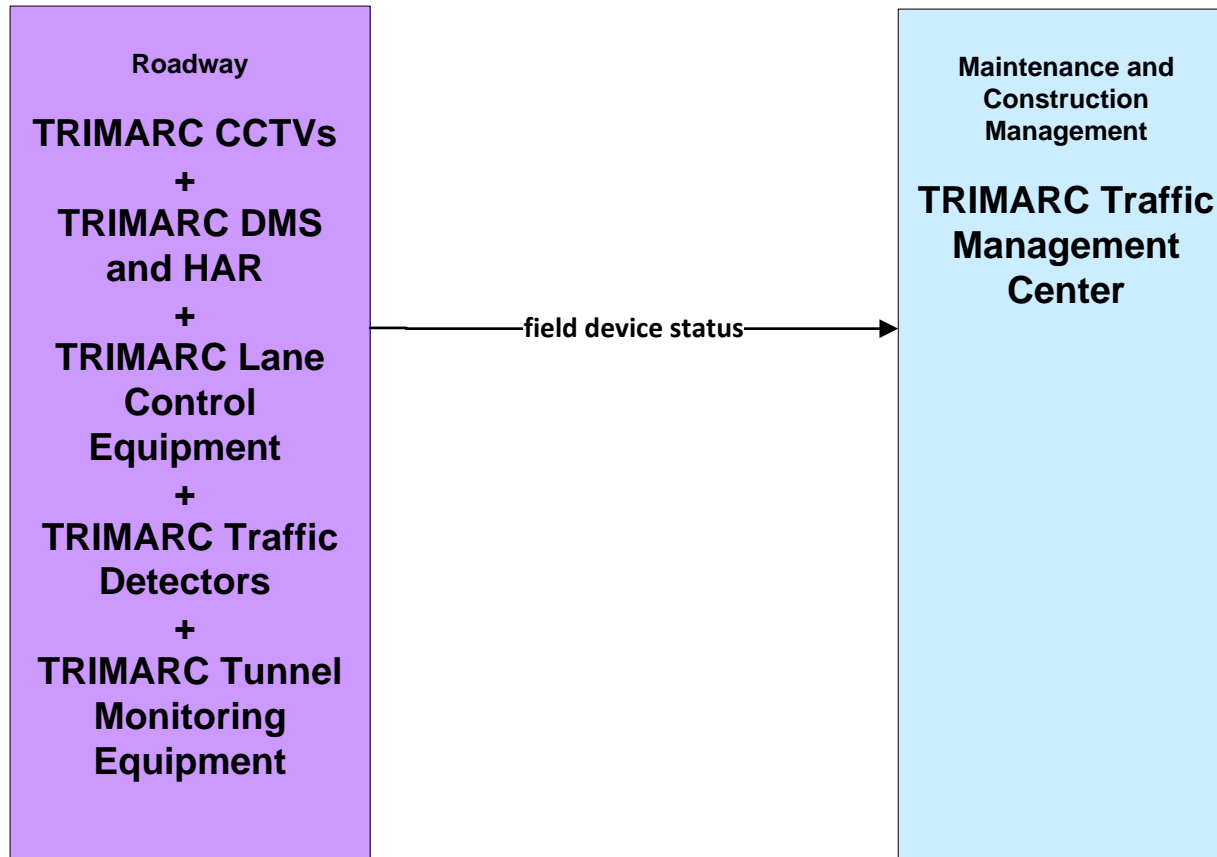 Roadway
TRIMARC CCTVs
+
TRIMARC DMS
and HAR
+
TRIMARC Lane
Control
Equipment
+
TRIMARC Traffic
Detectors
+
TRIMARC Tunnel
Monitoring
Equipment
field device status
Maintenance and
Construction
Management
TRIMARC Traffic
Management
Center